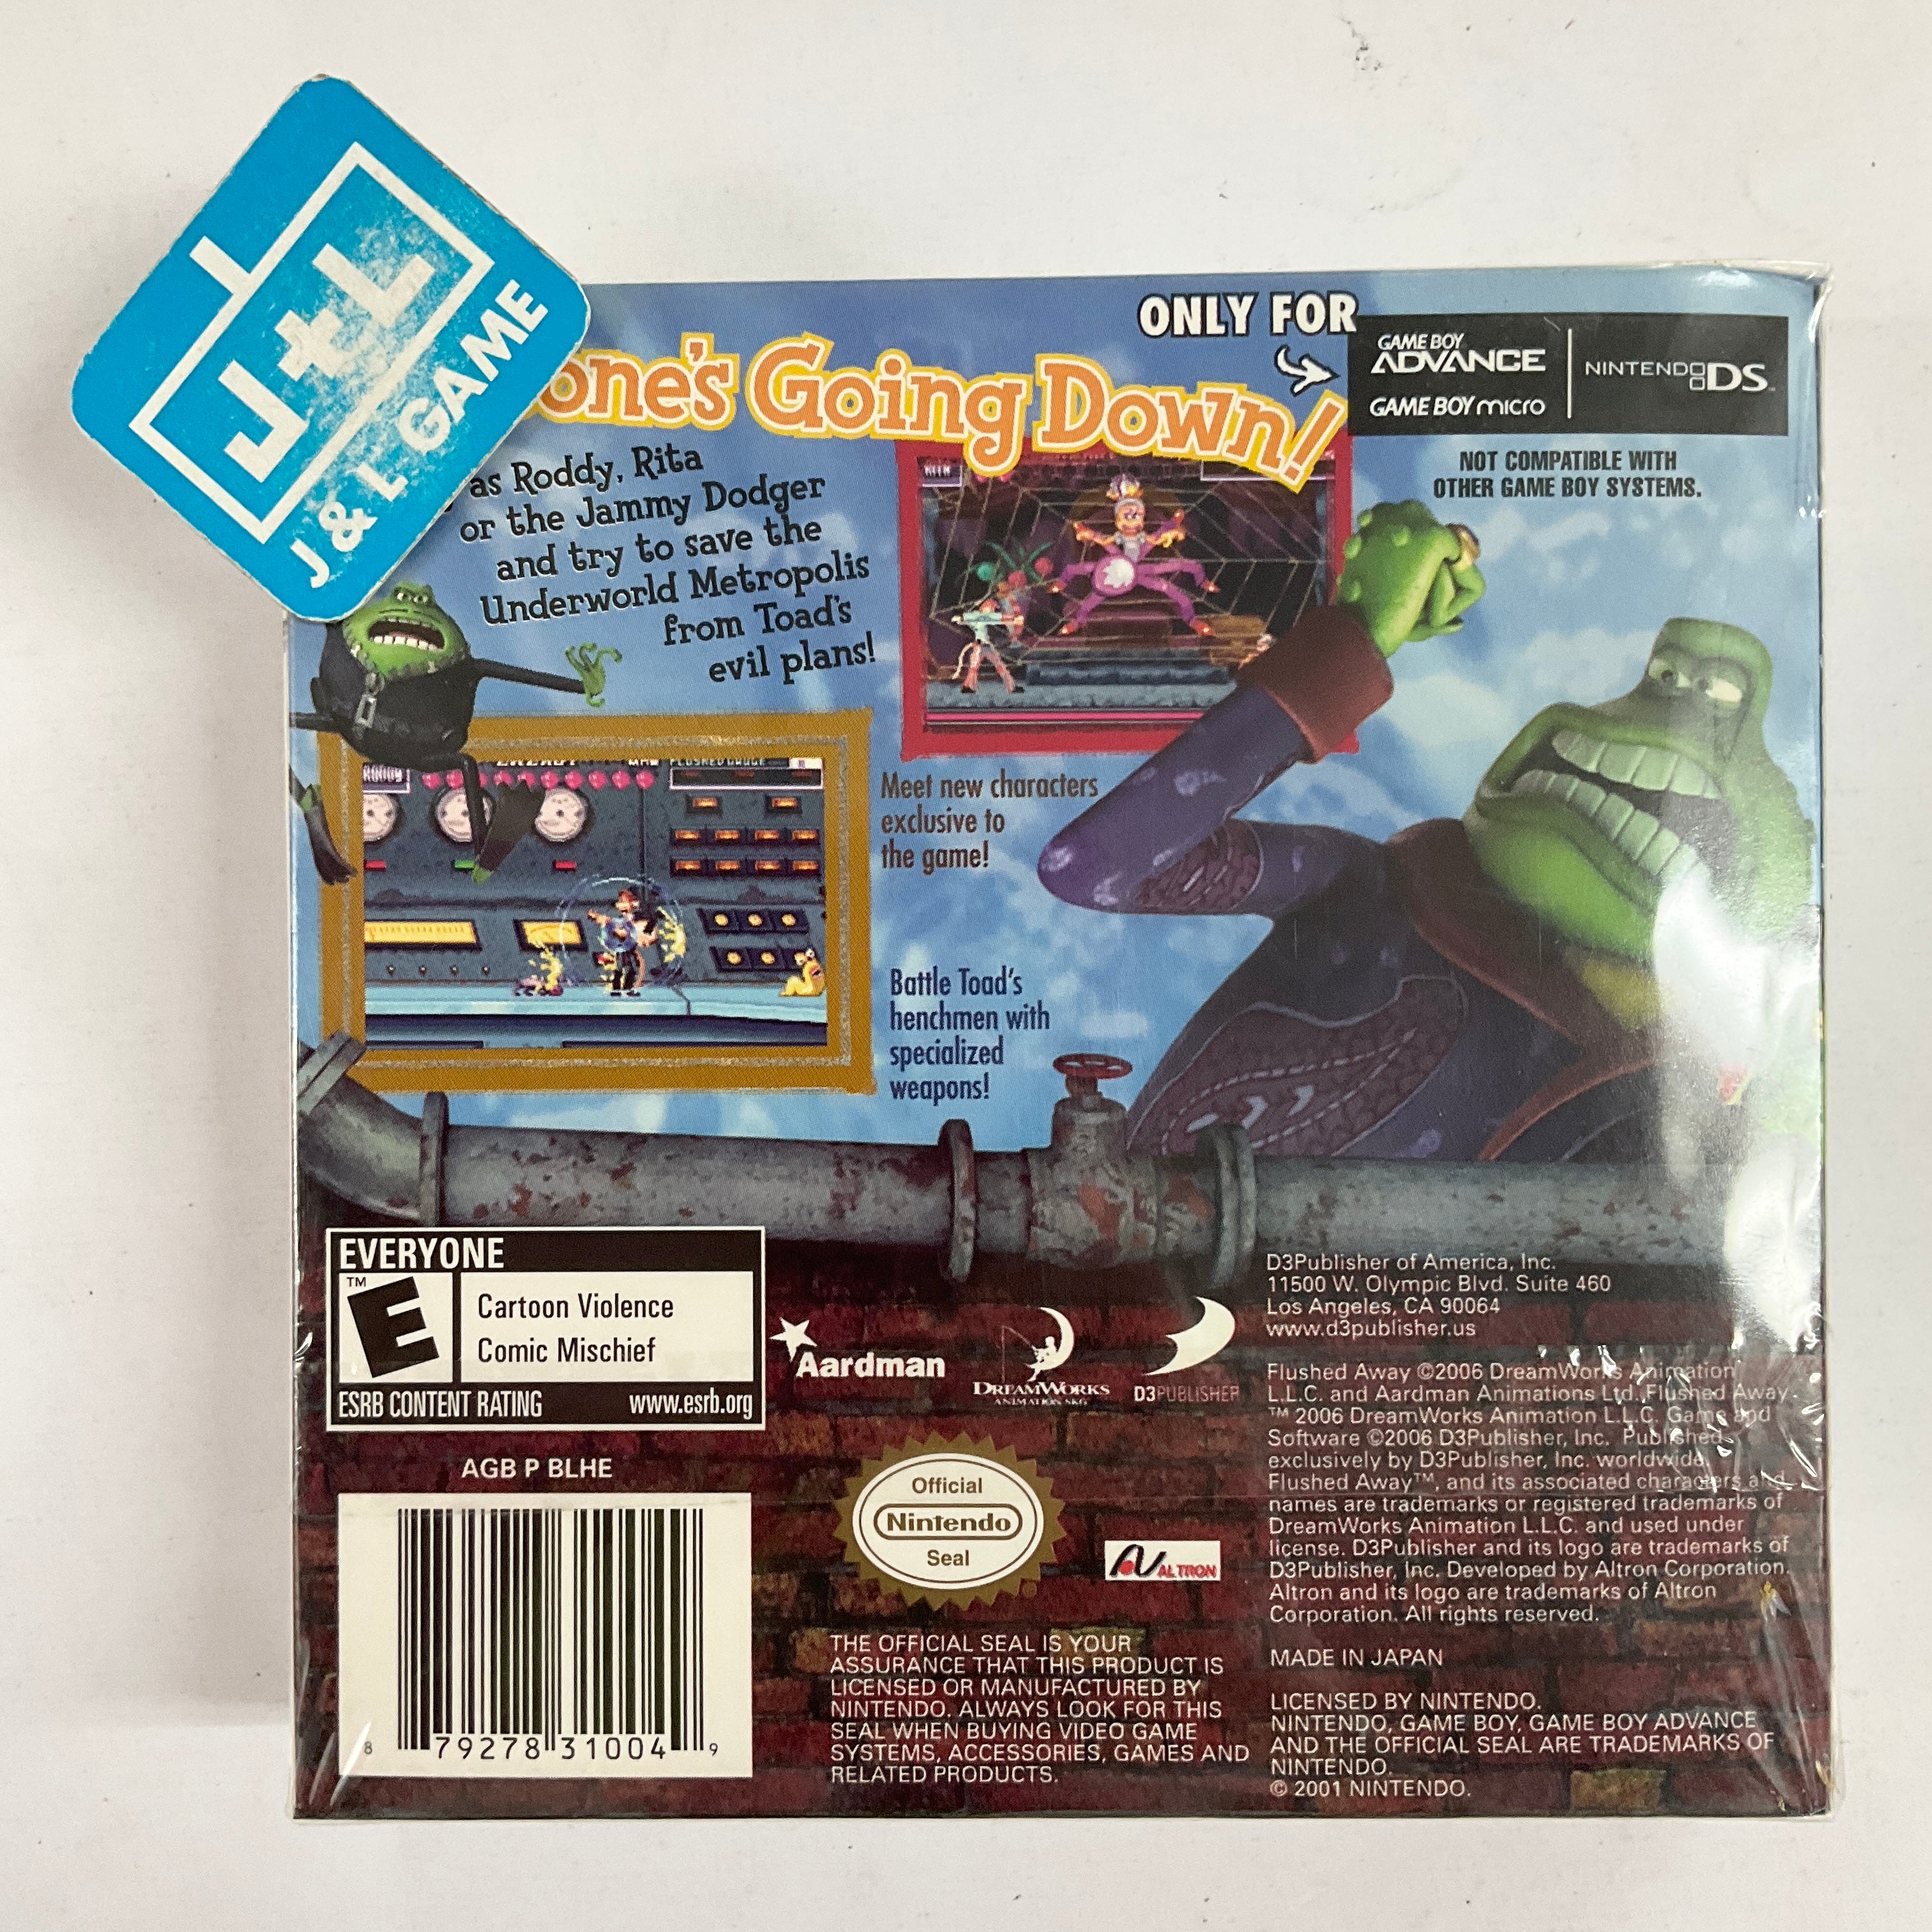 J+L
J & L GAME
ONLY FOR
GAME BOY
ADVANCE
GAME BOY micro
NINTENDO DS™
NOT COMPATIBLE WITH
OTHER GAME BOY SYSTEMS.
one's Going Down!
as Roddy, Rita
or the Jammy Dodger
and try to save the
Underworld Metropolis
from Toad's
evil plans!
RODDY
Meet new characters
exclusive to
the game!
Battle Toad's
henchmen with
specialized
weapons!
EVERYONE
™
E
Cartoon Violence
Comic Mischief
ESRB CONTENT RATING www.esrb.org
Aardman
DREAMWORKS
ANIMATION SKG
D3PUBLISHER
D3Publisher of America, Inc.
11500 W. Olympic Blvd. Suite 460
Los Angeles, CA 90064
www.d3publisher.us
Flushed Away ©2006 DreamWorks Animation
L.L.C. and Aardman Animations Ltd. Flushed Away
™ 2006 DreamWorks Animation L.L.C. Game and
Software ©2006 D3Publisher, Inc. Published
exclusively by D3Publisher, Inc. worldwide.
Flushed Away™, and its associated characters and
names are trademarks or registered trademarks of
DreamWorks Animation L.L.C. and used under
license. D3Publisher and its logo are trademarks of
D3Publisher, Inc. Developed by Altron Corporation.
Altron and its logo are trademarks of Altron
Corporation. All rights reserved.
MADE IN JAPAN
LICENSED BY NINTENDO.
NINTENDO, GAME BOY, GAME BOY ADVANCE
AND THE OFFICIAL SEAL ARE TRADEMARKS OF
NINTENDO.
© 2001 NINTENDO.
AGB P BLHE
8 79278 31004 9
Official
Nintendo
Seal
ALTRON
THE OFFICIAL SEAL IS YOUR
ASSURANCE THAT THIS PRODUCT IS
LICENSED OR MANUFACTURED BY
NINTENDO. ALWAYS LOOK FOR THIS
SEAL WHEN BUYING VIDEO GAME
SYSTEMS, ACCESSORIES, GAMES AND
RELATED PRODUCTS.